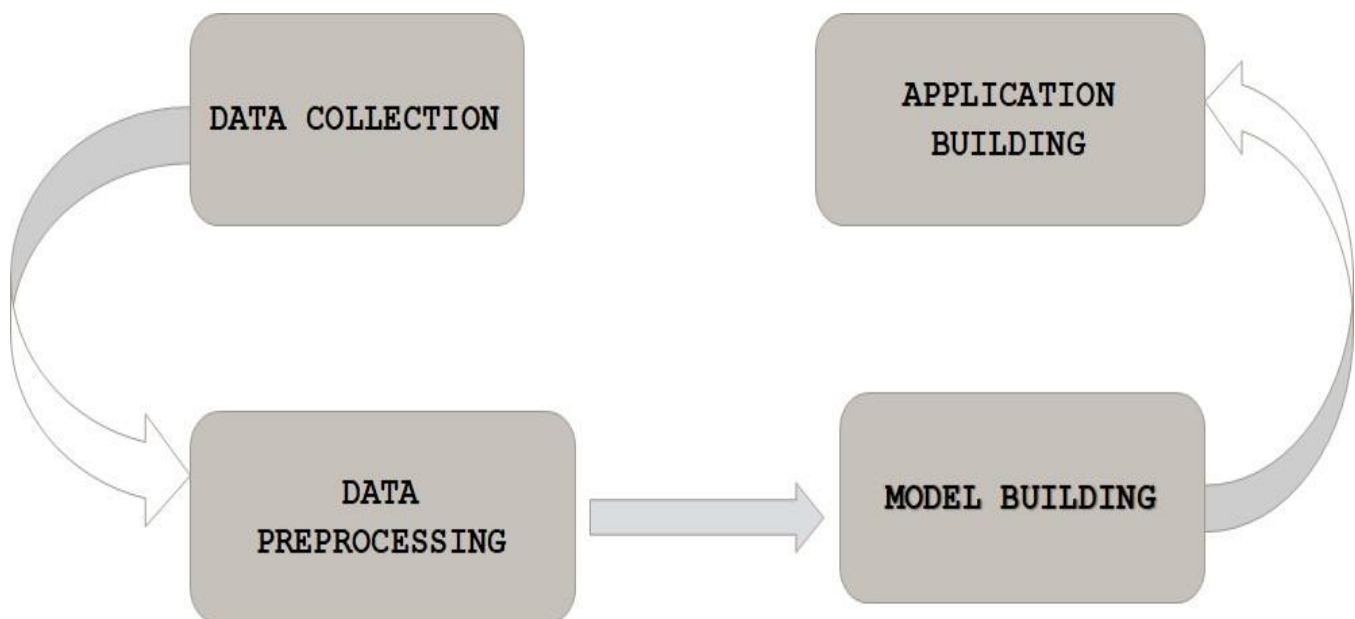 DATA COLLECTION
DATA
PREPROCESSING
MODEL BUILDING
APPLICATION
BUILDING